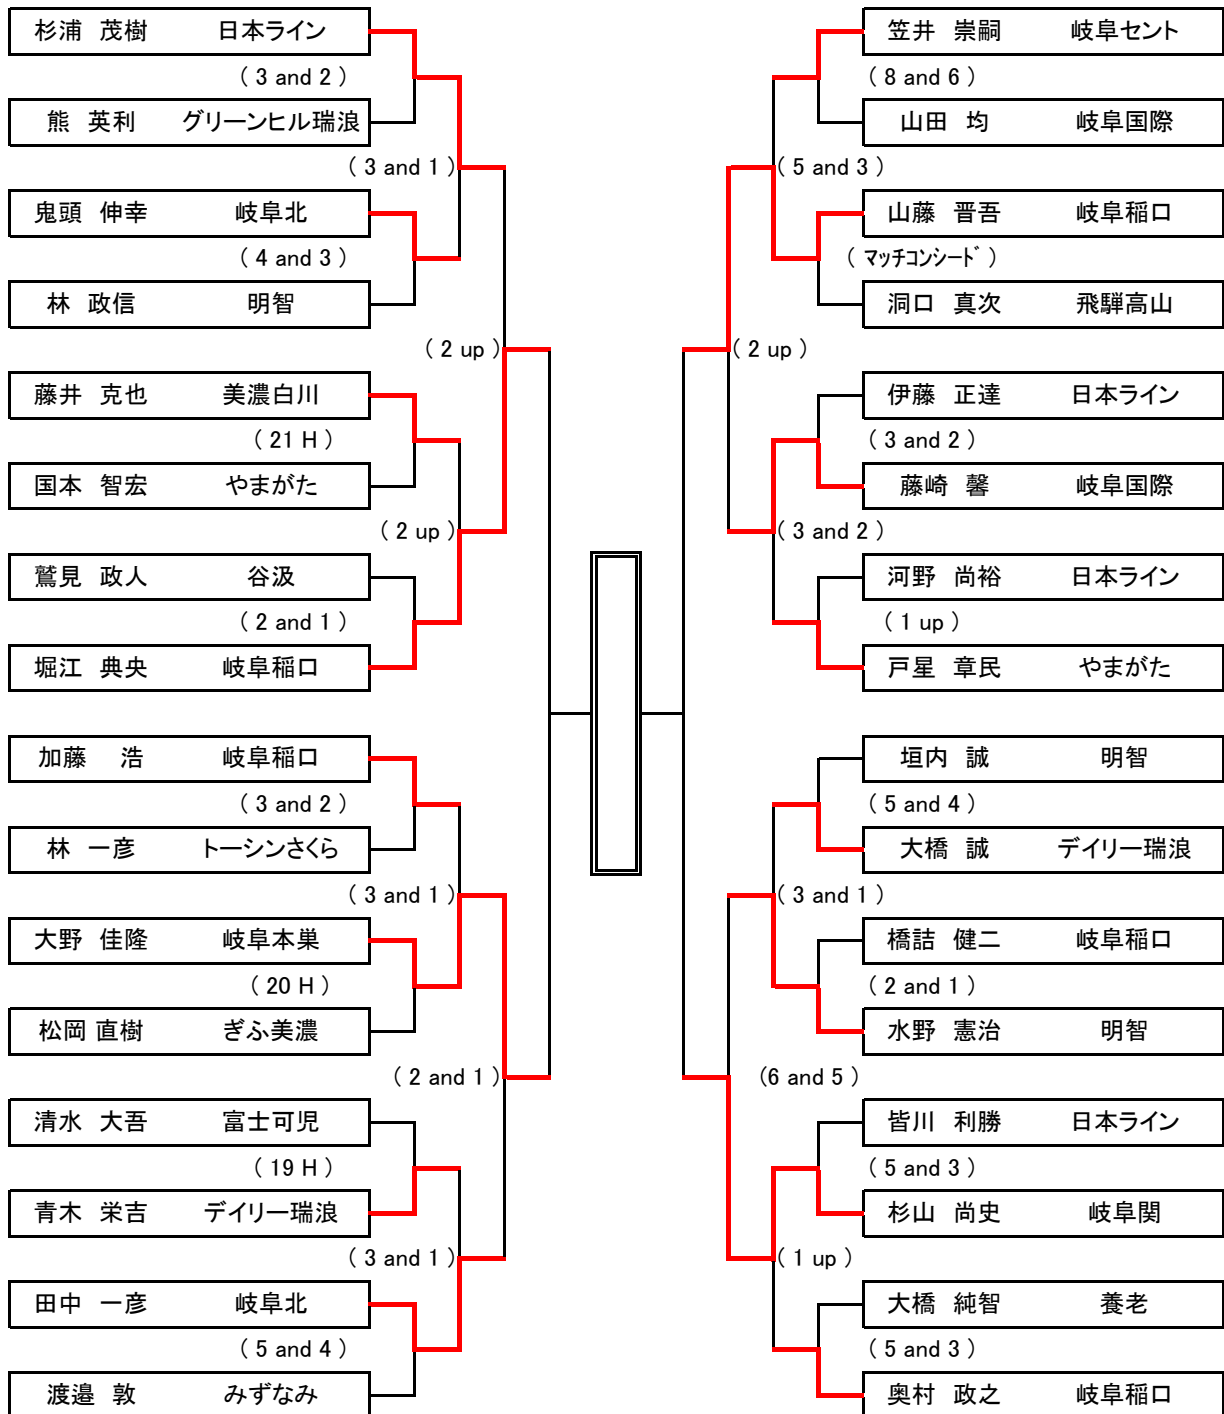 杉浦 茂樹 日本ライン
( 3 and 2 )
熊 英利 グリーンヒル瑞浪
( 3 and 1 )
鬼頭 伸幸 岐阜北
( 4 and 3 )
林 政信 明智
( 2 up )
藤井 克也 美濃白川
( 21 H )
国本 智宏 やまがた
( 2 up )
鷲見 政人 谷汲
( 2 and 1 )
堀江 典央 岐阜稲口
加藤 浩 岐阜稲口
( 3 and 2 )
林 一彦 トーシンさくら
( 3 and 1 )
大野 佳隆 岐阜本巣
( 20 H )
松岡 直樹 ぎふ美濃
( 2 and 1 )
清水 大吾 富士可児
( 19 H )
青木 栄吉 デイリー瑞浪
( 3 and 1 )
田中 一彦 岐阜北
( 5 and 4 )
渡邉 敦 みずなみ
笠井 崇嗣 岐阜セント
( 8 and 6 )
山田 均 岐阜国際
( 5 and 3 )
山藤 晋吾 岐阜稲口
( マッチコンシード )
洞口 真次 飛騨高山
( 2 up )
伊藤 正達 日本ライン
( 3 and 2 )
藤崎 馨 岐阜国際
( 3 and 2 )
河野 尚裕 日本ライン
( 1 up )
戸星 章民 やまがた
垣内 誠 明智
( 5 and 4 )
大橋 誠 デイリー瑞浪
( 3 and 1 )
橋詰 健二 岐阜稲口
( 2 and 1 )
水野 憲治 明智
(6 and 5 )
皆川 利勝 日本ライン
( 5 and 3 )
杉山 尚史 岐阜関
( 1 up )
大橋 純智 養老
( 5 and 3 )
奥村 政之 岐阜稲口